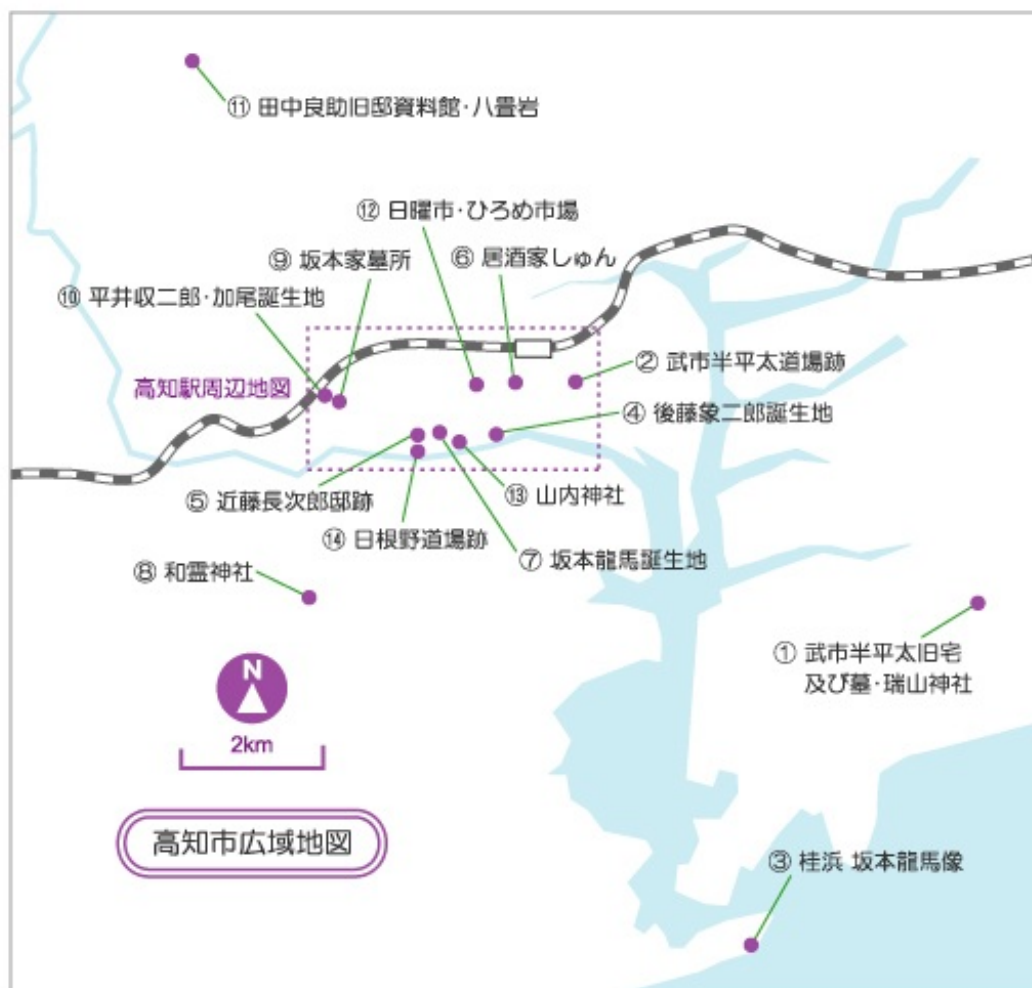 ⑪ 田中良助旧邸資料館・八畳岩
⑫ 日曜市・ひろめ市場
⑨ 坂本家墓所
⑥ 居酒家しゅん
⑩ 平井収二郎・加尾誕生地
② 武市半平太道場跡
高知駅周辺地図
④ 後藤象二郎誕生地
⑤ 近藤長次郎邸跡
⑬ 山内神社
⑭ 日根野道場跡
⑦ 坂本龍馬誕生地
⑧ 和霊神社
① 武市半平太旧宅
及び墓・瑞山神社
N
2km
高知市広域地図
③ 桂浜 坂本龍馬像